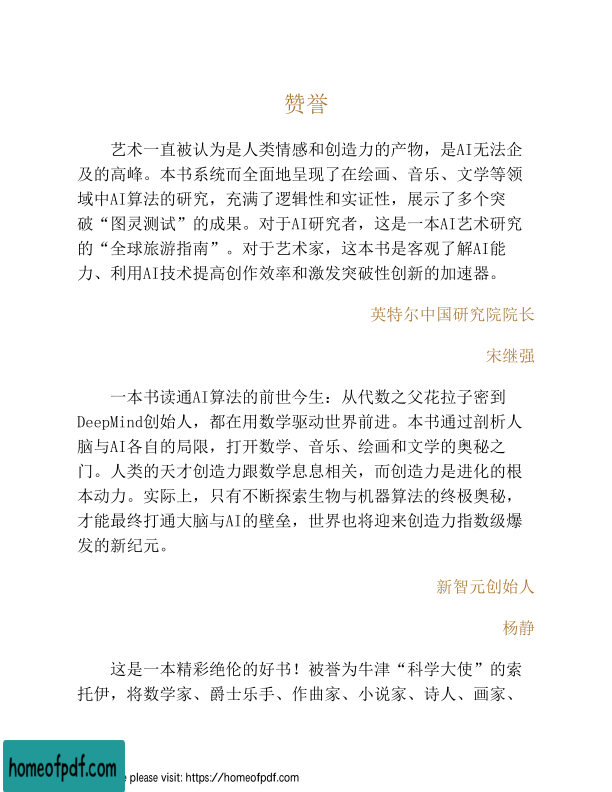 赞誉
艺术一直被认为是人类情感和创造力的产物，是AI无法企
及的高峰。本书系统而全面地呈现了在绘画、音乐、文学等领
域中AI算法的研究，充满了逻辑性和实证性，展示了多个突
破“图灵测试”的成果。对于AI研究者，这是一本AI艺术研究
的“全球旅游指南”。对于艺术家，这本书是客观了解AI能
力、利用AI技术提高创作效率和激发突破性创新的加速器。
英特尔中国研究院院长
宋继强
一本书读通AI算法的前世今生：从代数之父花拉子密到
DeepMind创始人，都在用数学驱动世界前进。本书通过剖析人
脑与AI各自的局限，打开数学、音乐、绘画和文学的奥秘之
门。人类的天才创造力跟数学息息相关，而创造力是进化的根
本动力。实际上，只有不断探索生物与机器算法的终极奥秘，
才能最终打通大脑与AI的壁垒，世界也将迎来创造力指数级爆
发的新纪元。
新智元创始人
杨静
这是一本精彩绝伦的好书！被誉为牛津“科学大使”的索
托伊，将数学家、爵士乐手、作曲家、小说家、诗人、画家、
homeofpdf.com
e please visit: https://homeofpdf.com